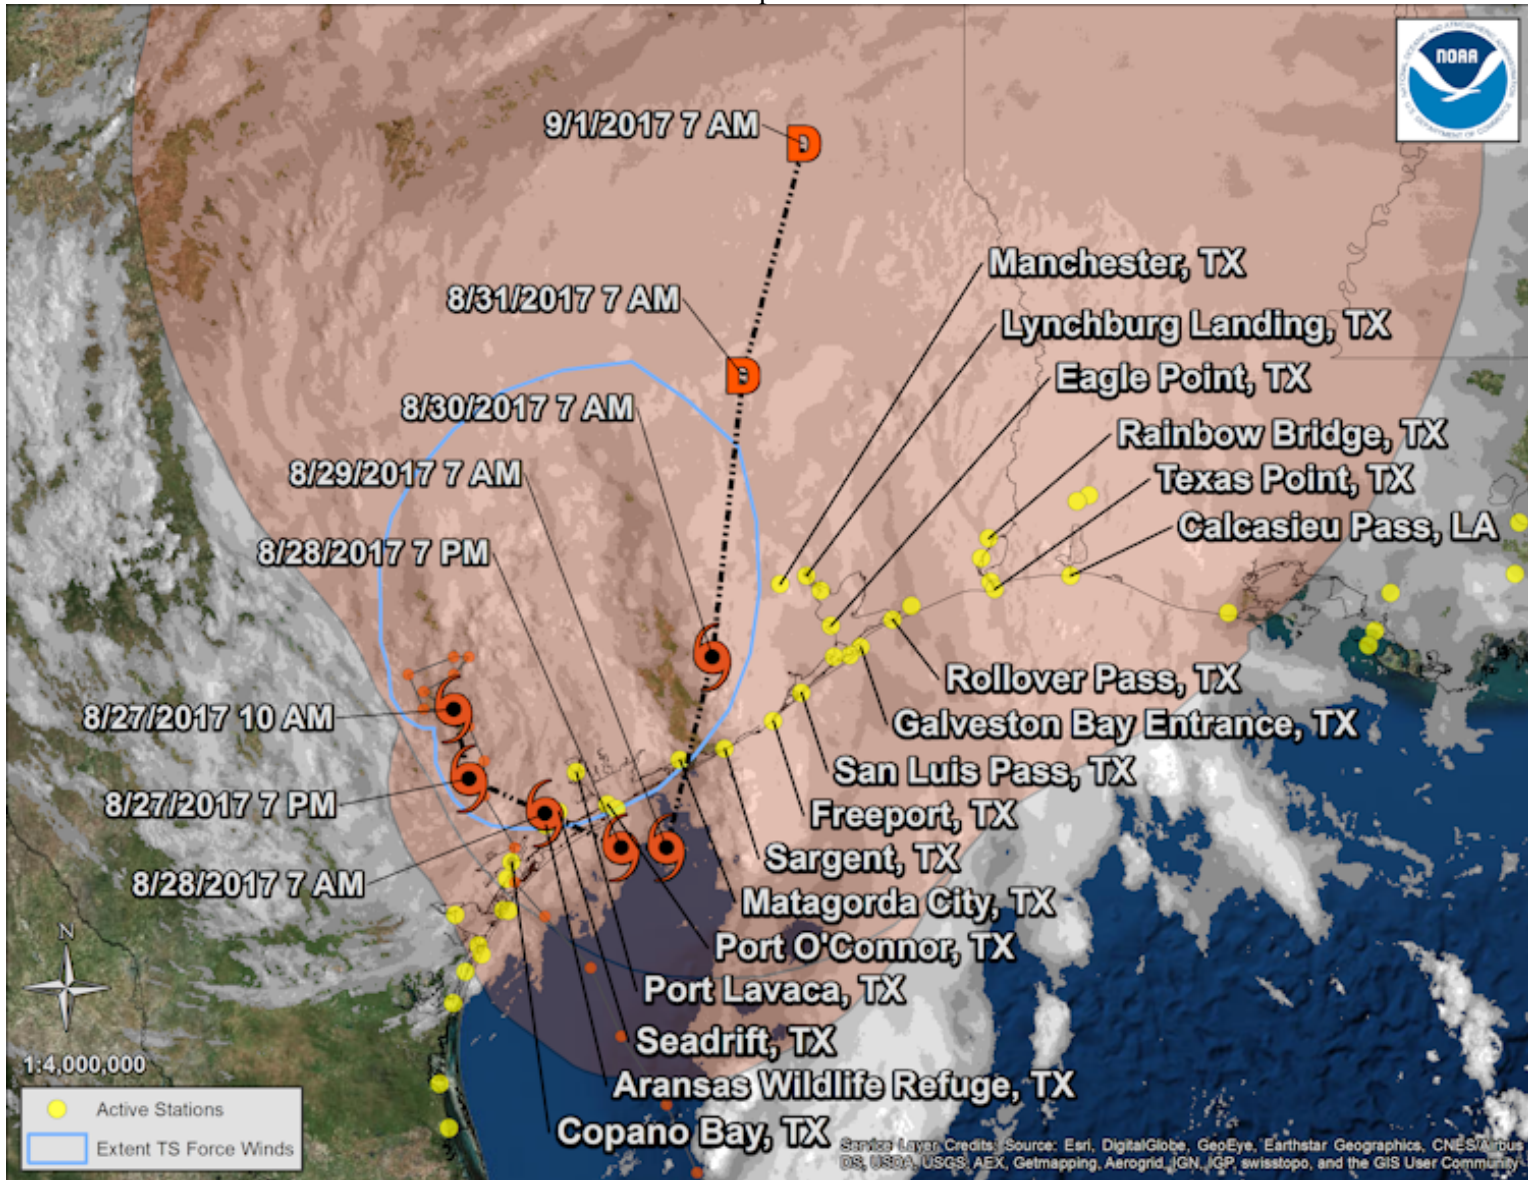 NOAA
9/1/2017 7 AM
D
Manchester, TX
8/31/2017 7 AM
Lynchburg Landing, TX
D
Eagle Point, TX
8/30/2017 7 AM
Rainbow Bridge, TX
8/29/2017 7 AM
Texas Point, TX
Calcasieu Pass, LA
8/28/2017 7 PM
Rollover Pass, TX
8/27/2017 10 AM
Galveston Bay Entrance, TX
San Luis Pass, TX
8/27/2017 7 PM
Freeport, TX
Sargent, TX
8/28/2017 7 AM
Matagorda City, TX
N
Port O'Connor, TX
Port Lavaca, TX
Seadrift, TX
1:4,000,000
Aransas Wildlife Refuge, TX
Active Stations
Copano Bay, TX
Extent TS Force Winds
Service Layer Credits: Source: Esri, DigitalGlobe, GeoEye, Earthstar Geographics, CNES/Airbus
DS, USDA, USGS, AEX, Getmapping, Aerogrid, IGN, IGP, swisstopo, and the GIS User Community